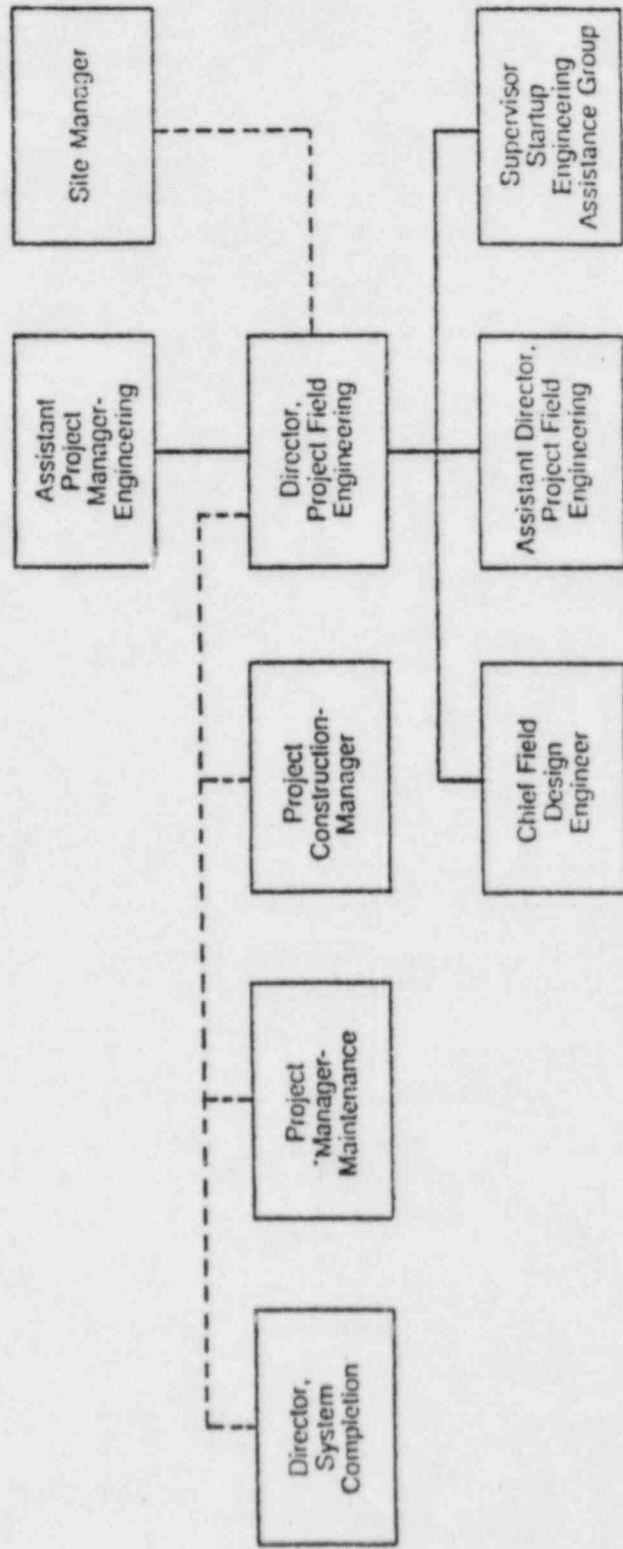 Assistant
Project
Manager-
Engineering
Site Manager
Director,
System
Completion
Project
Manager-
Maintenance
Project
Construction-
Manager
Director,
Project Field
Engineering
Chief Field
Design
Engineer
Assistant Director,
Project Field
Engineering
Supervisor
Startup
Engineering
Assistance Group